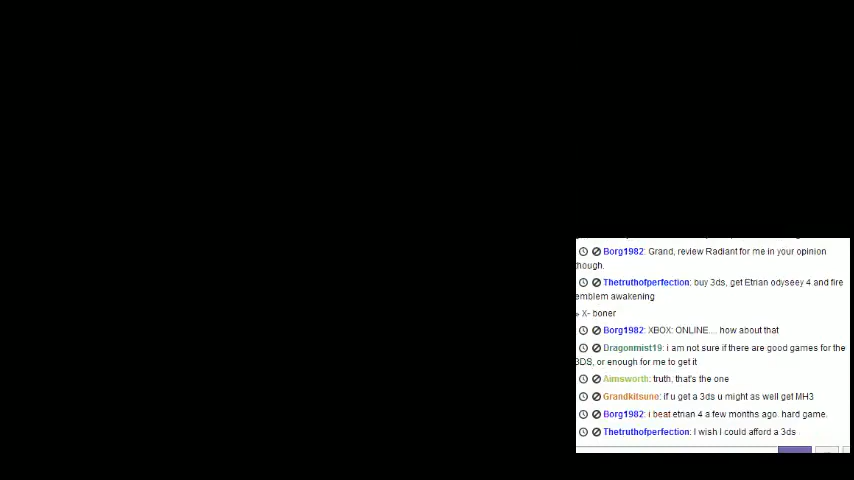 Borg1982: Grand, review Radiant for me in your opinion
though.
Thetruthofperfection: buy 3ds, get Etrian odyseey 4 and fire
emblem awakening
» X- boner
Borg1982: XBOX: ONLINE.... how about that
Dragonmist19: i am not sure if there are good games for the
3DS, or enough for me to get it
Aimsworth: truth, that's the one
Grandkitsune: if u get a 3ds u might as well get MH3
Borg1982: i beat etrian 4 a few months ago. hard game.
Thetruthofperfection: I wish I could afford a 3ds